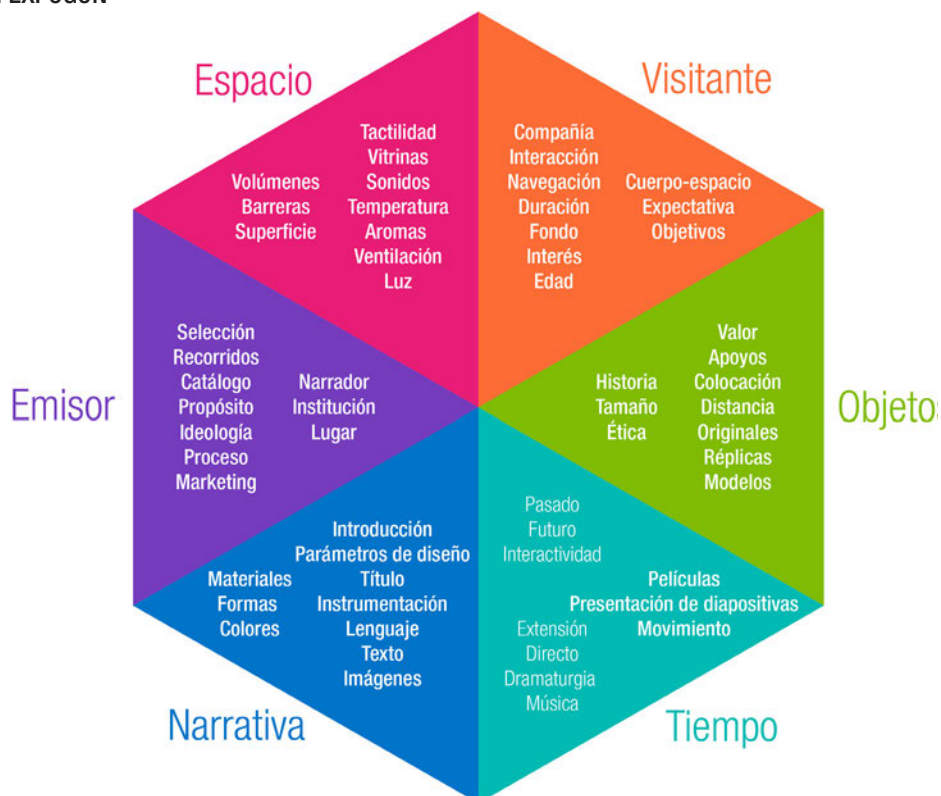 Espacio
Tactilidad
Vitrinas
Sonidos
Temperatura
Aromas
Ventilación
Luz
Volúmenes
Barreras
Superficie
Visitante
Compañía
Interacción
Navegación
Duración
Fondo
Interés
Edad
Cuerpo-espacio
Expectativa
Objetivos
Emisor
Selección
Recorridos
Catálogo
Propósito
Ideología
Proceso
Marketing
Narrador
Institución
Lugar
Historia
Tamaño
Ética
Valor
Apoyos
Colocación
Distancia
Originales
Réplicas
Modelos
Objetos
Introducción
Parámetros de diseño
Título
Instrumentación
Lenguaje
Texto
Imágenes
Materiales
Formas
Colores
Narrativa
Pasado
Futuro
Interactividad
Películas
Presentación de diapositivas
Movimiento
Extensión
Directo
Dramaturgia
Música
Tiempo